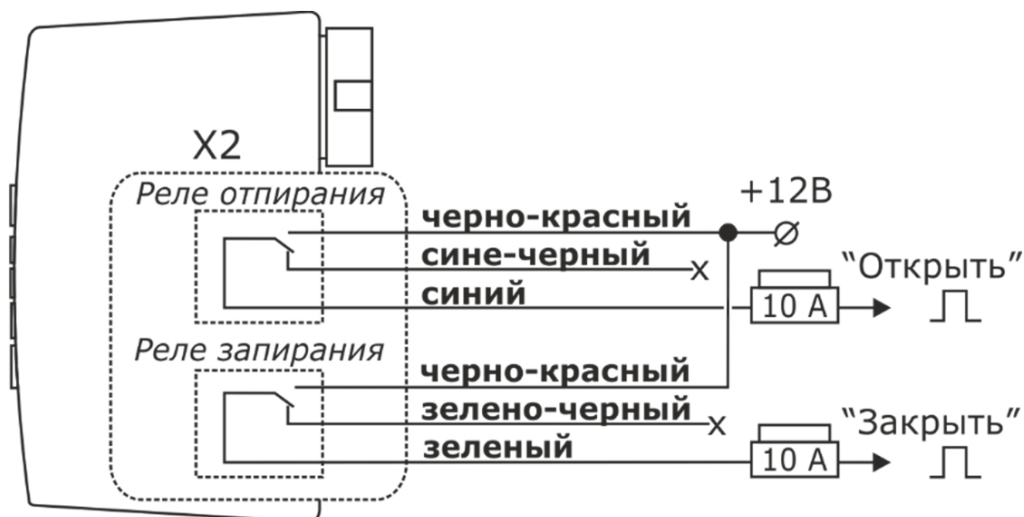 X2
Реле отпирания
+12В
черно-красный
сине-черный
x
"Открыть"
синий
10 А
Реле запирания
черно-красный
зелено-черный
x
"Закрыть"
зеленый
10 А